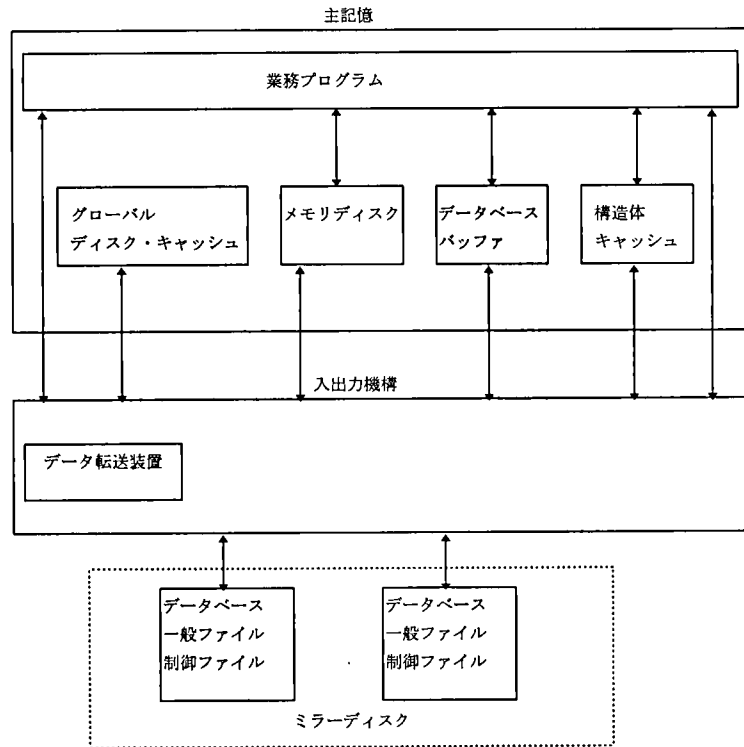 主記憶
業務プログラム
グローバル
ディスク・キャッシュ
メモリディスク
データベース
バッファ
構造体
キャッシュ
入出力機構
データ転送装置
データベース
一般ファイル
制御ファイル
データベース
一般ファイル
制御ファイル
ミラーディスク